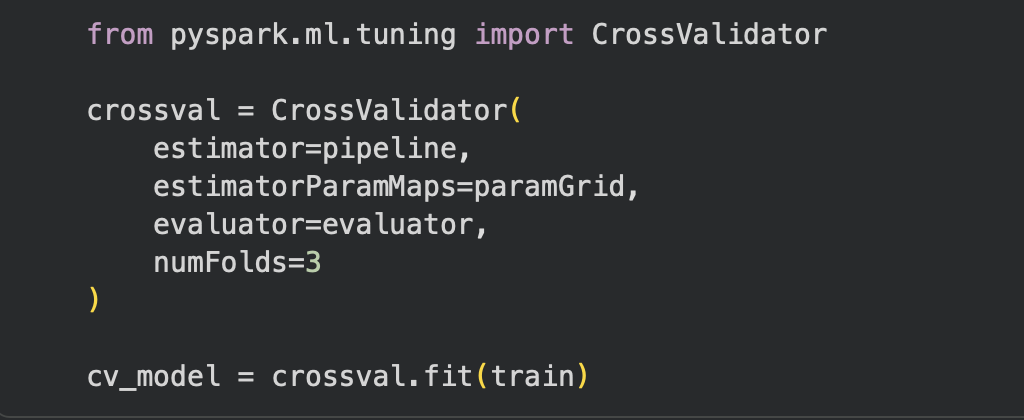 from pyspark.ml.tuning import CrossValidator

crossval = CrossValidator(
    estimator=pipeline,
    estimatorParamMaps=paramGrid,
    evaluator=evaluator,
    numFolds=3
)

cv_model = crossval.fit(train)